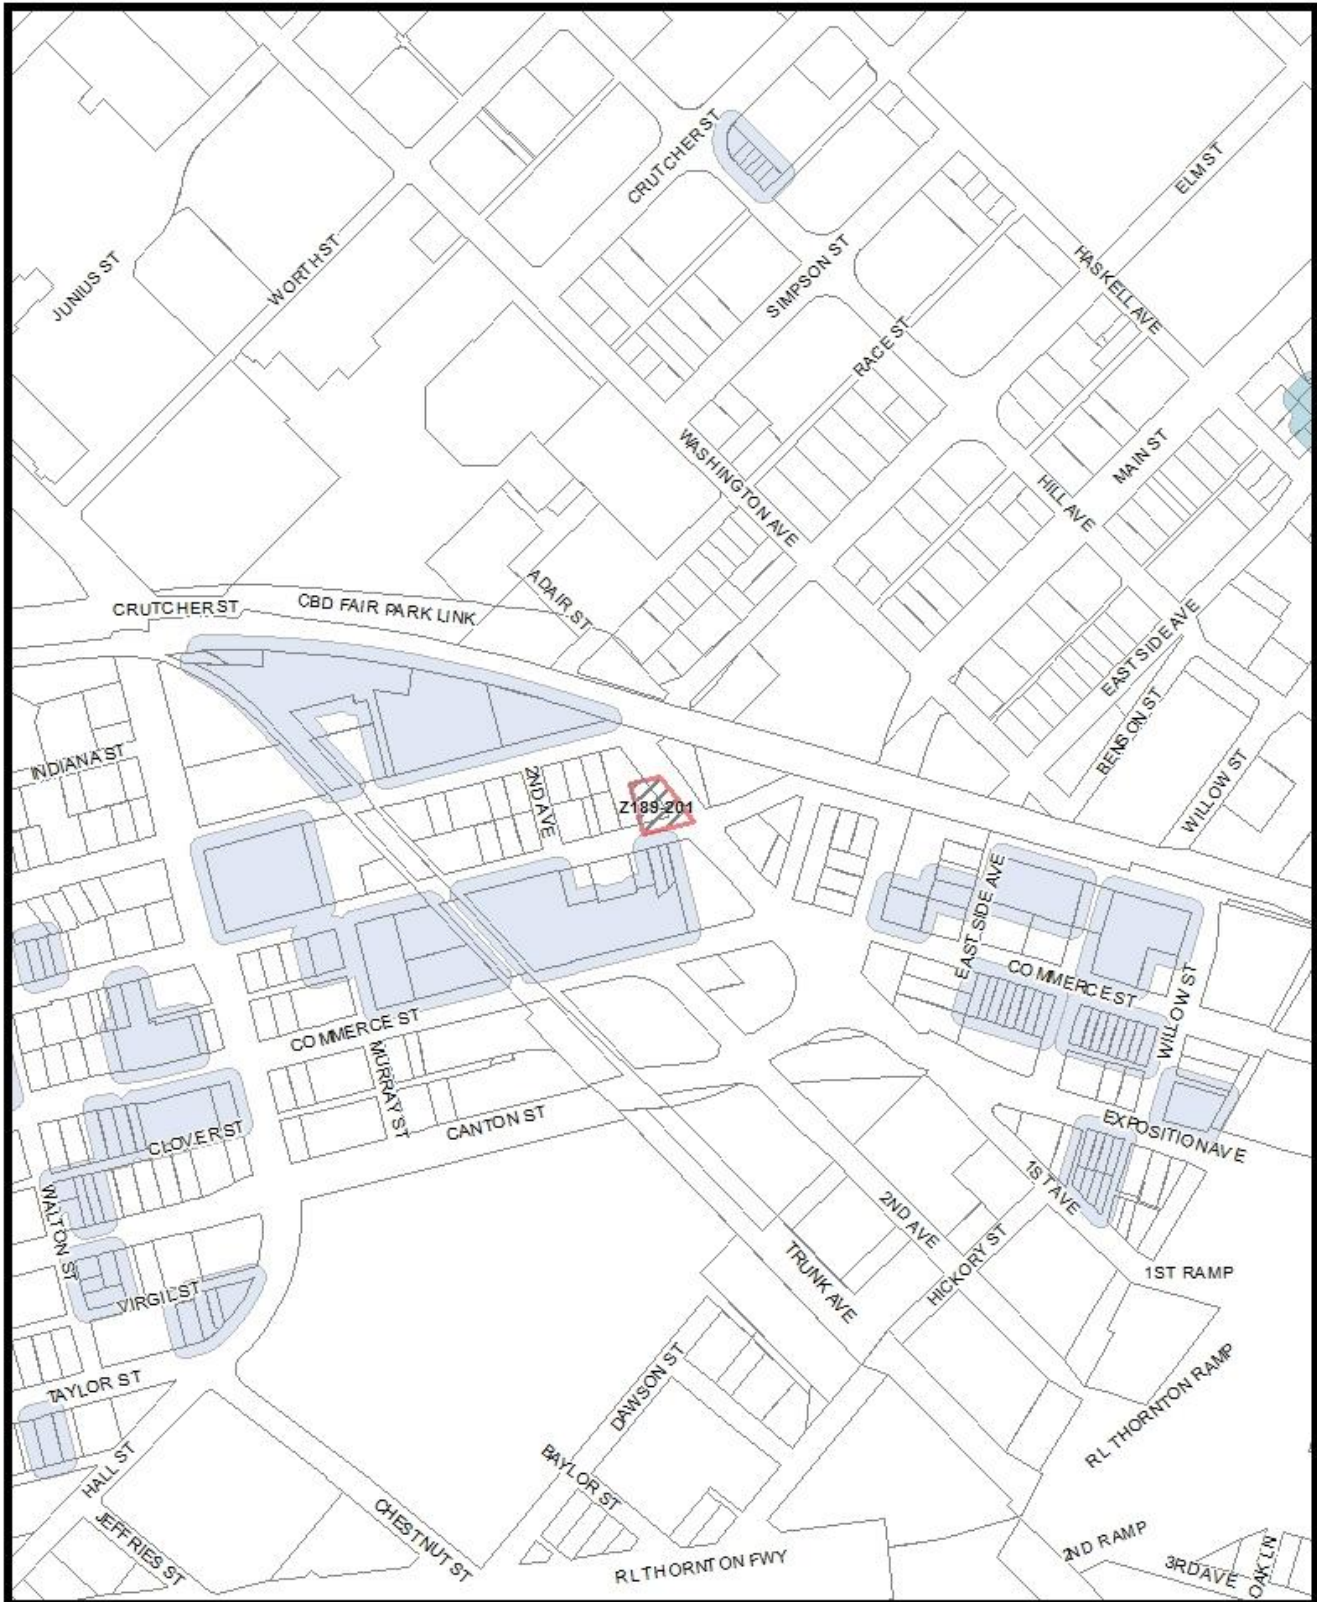 CRUTCHER ST
ELM ST
JUNIUS ST
WORTH ST
SIMPSON ST
HASKELL AVE
RACE ST
WASHINGTON AVE
MAIN ST
HILL AVE
ADAIR ST
CRUTCHER ST
CBD FAIR PARK LINK
EAST SIDE AVE
BENSON ST
INDIANA ST
2ND AVE
Z189-201
WILLOW ST
EAST SIDE AVE
COMMERCE ST
WILLOW ST
COMMERCE ST
MURRAY ST
CANTON ST
CLOVER ST
EXPOSITION AVE
WALTON ST
1ST AVE
2ND AVE
HICKORY ST
TRUNK AVE
1ST RAMP
VIRGIL ST
TAYLOR ST
DAWSON ST
RL THORNTON RAMP
HALL ST
BAYLOR ST
JEFFRIES ST
CHESTNUT ST
RL THORNTON FWY
2ND RAMP
3RD AVE
OAK LN